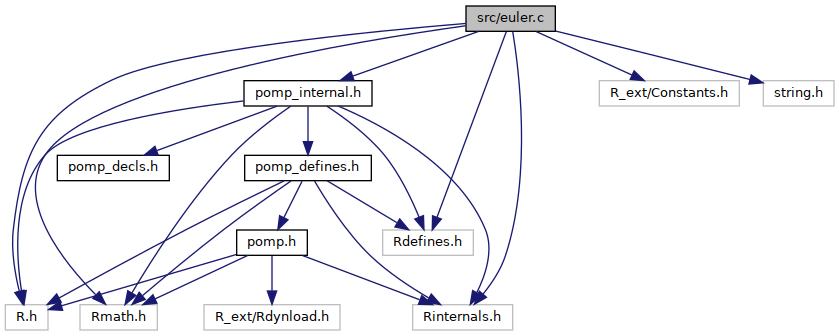 src/euler.c
pomp_internal.h
R_ext/Constants.h
string.h
pomp_decls.h
pomp_defines.h
pomp.h
Rdefines.h
R.h
Rmath.h
R_ext/Rdynload.h
Rinternals.h